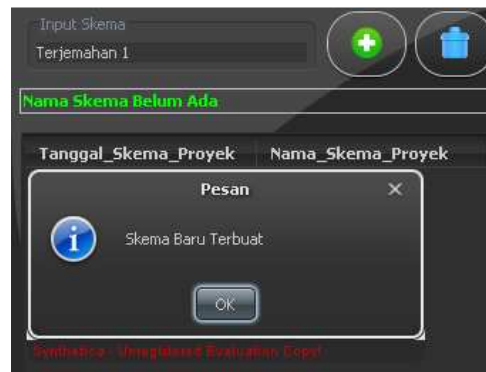 Input Skema
Terjemahan 1
Nama Skema Belum Ada
Tanggal_Skema_Proyek Nama_Skema_Proyek
Pesan
Skema Baru Terbuat
OK
Synthetica - Unregistered Evaluation Copy!